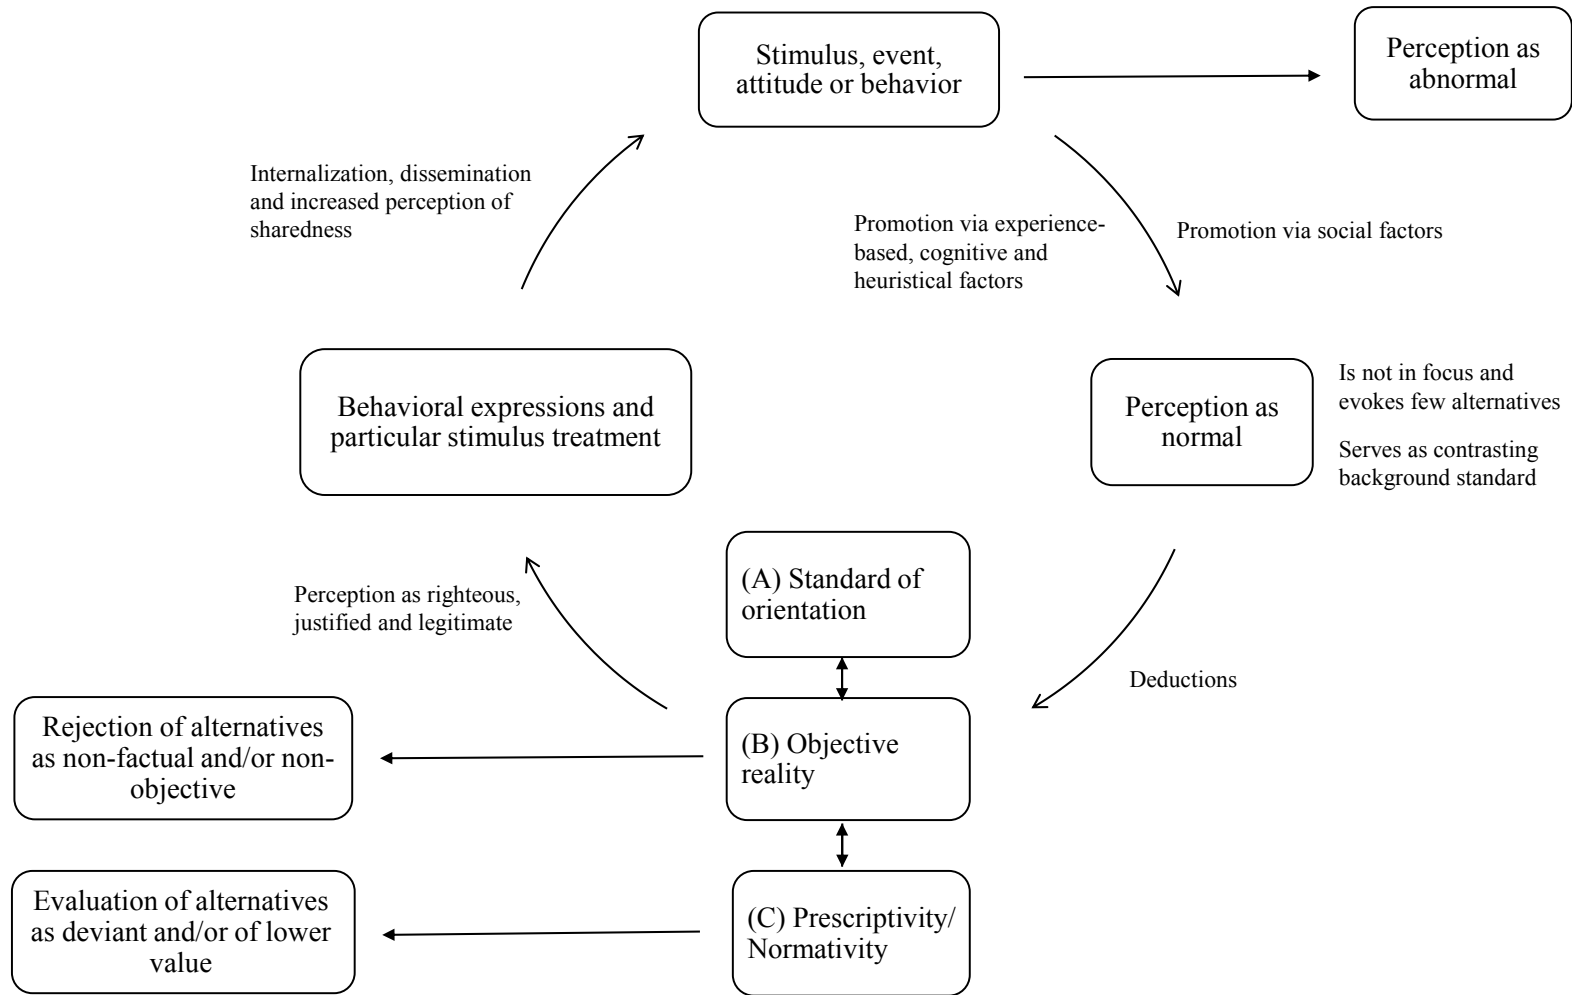 Stimulus, event,
attitude or behavior
Perception as
abnormal
Internalization, dissemination
and increased perception of
sharedness
Promotion via experience-
based, cognitive and
heuristical factors
Promotion via social factors
Behavioral expressions and
particular stimulus treatment
Perception as
normal
Is not in focus and
evokes few alternatives
Serves as contrasting
background standard
(A) Standard of
orientation
Perception as righteous,
justified and legitimate
Deductions
Rejection of alternatives
as non-factual and/or non-
objective
(B) Objective
reality
Evaluation of alternatives
as deviant and/or of lower
value
(C) Prescriptivity/
Normativity